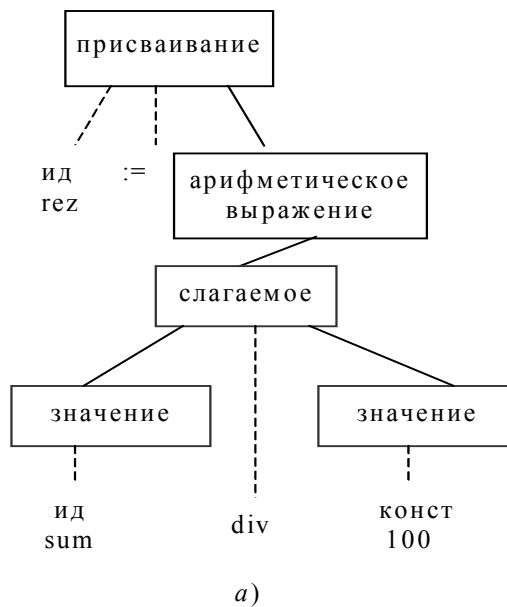 присваивание
ид :=
rez
арифметическое
выражение
слагаемое
значение значение
ид div конст
sum 100
а)